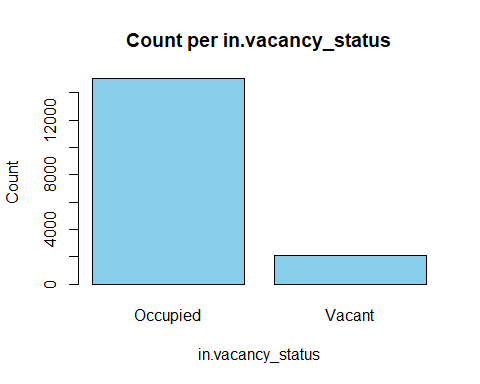 Count per in.vacancy_status
Count
12000
8000
4000
0
Occupied
Vacant
in.vacancy_status